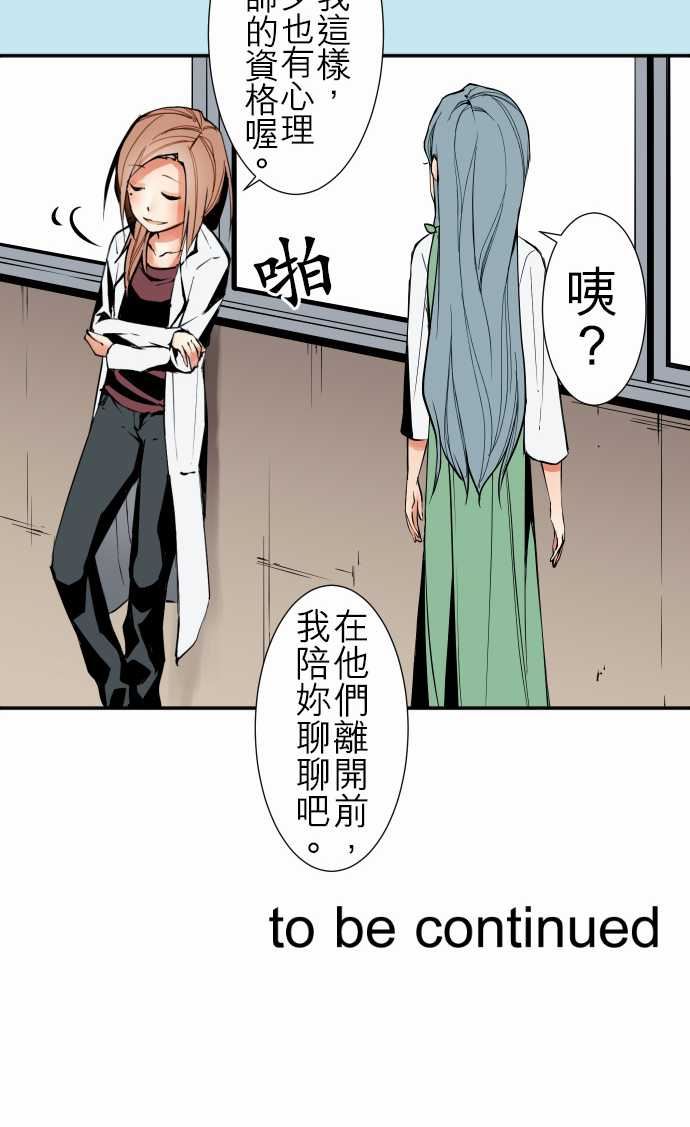 我這樣，
少也有心理
師的資格喔。
啪
咦？
在他們離開前，
我陪妳聊聊吧。
to be continued